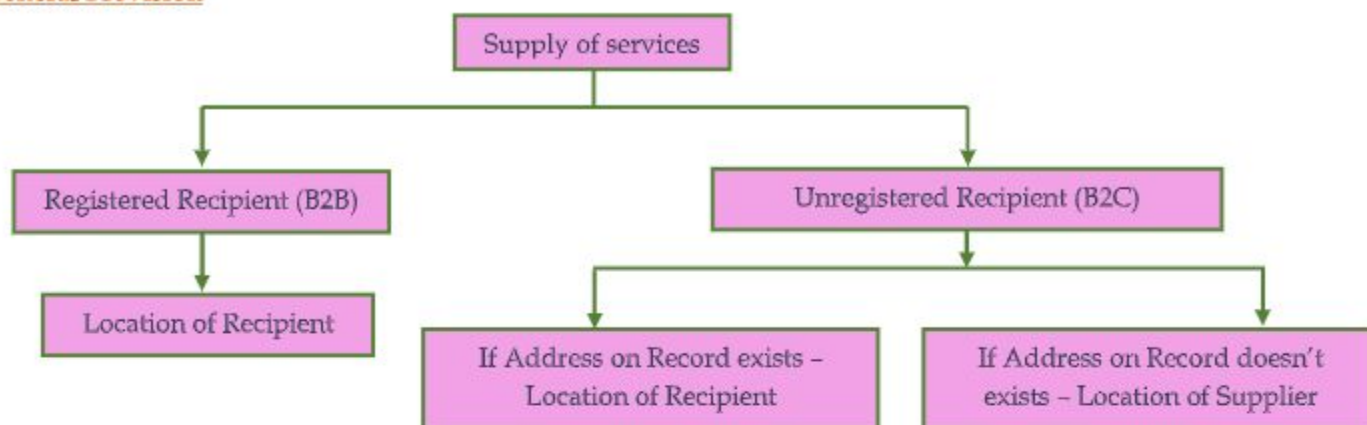 Supply of services
Registered Recipient (B2B)
Unregistered Recipient (B2C)
Location of Recipient
If Address on Record exists –
Location of Recipient
If Address on Record doesn't
exists – Location of Supplier